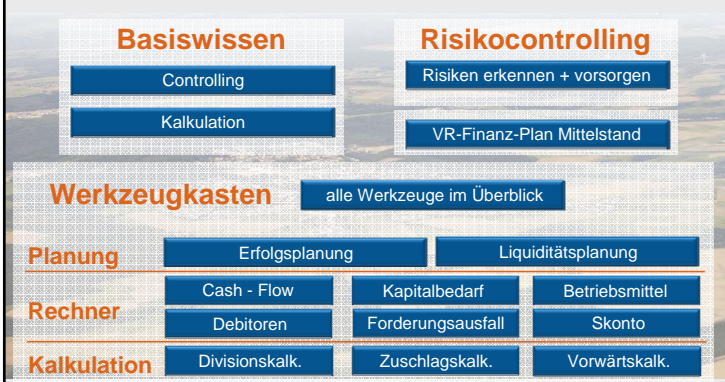 Basiswissen
Controlling
Kalkulation
Risikocontrolling
Risiken erkennen + vorsorgen
VR-Finanz-Plan Mittelstand
Werkzeugkasten
alle Werkzeuge im Überblick
Planung
Erfolgsplanung
Liquiditätsplanung
Rechner
Cash - Flow
Kapitalbedarf
Betriebsmittel
Debitoren
Forderungsausfall
Skonto
Kalkulation
Divisionskalk.
Zuschlagskalk.
Vorwärtskalk.